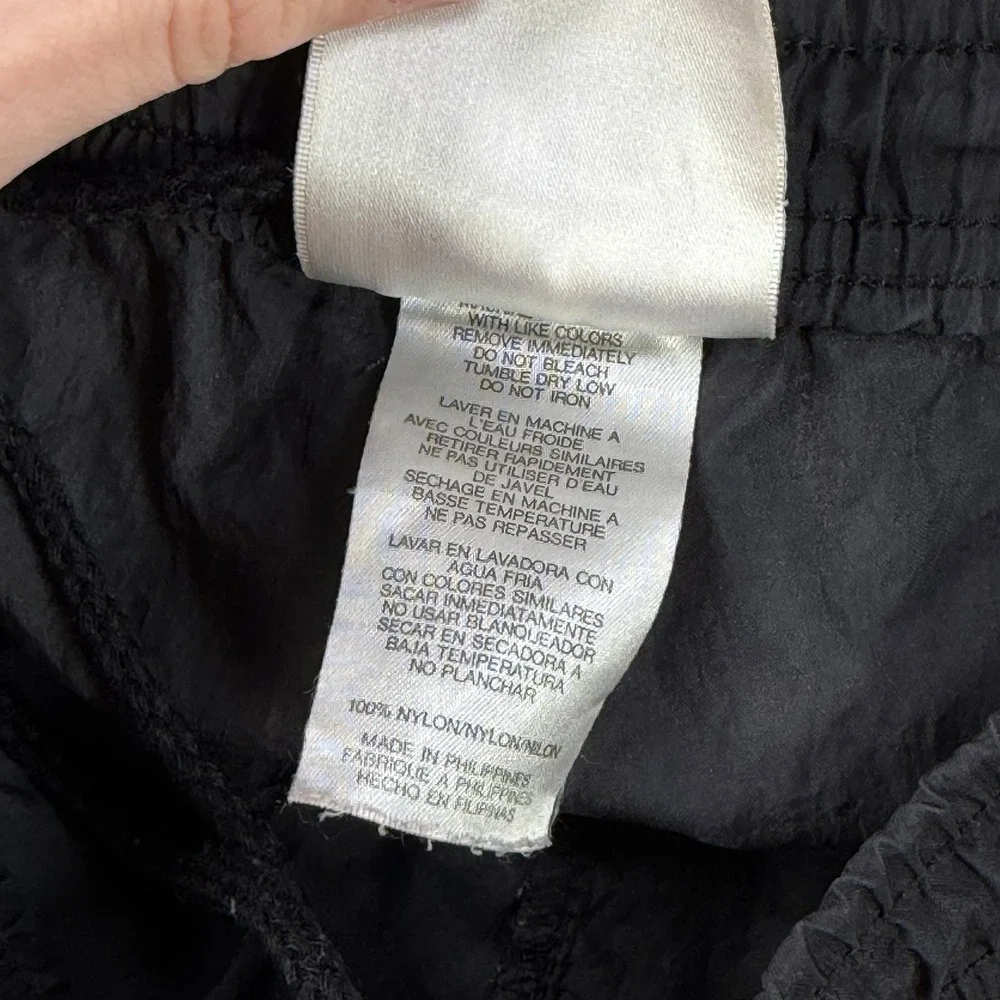 WITH LIKE COLORS
REMOVE IMMEDIATELY
DO NOT BLEACH
TUMBLE DRY LOW
DO NOT IRON
LAVER EN MACHINE A
L'EAU FROIDE
AVEC COULEURS SIMILAIRES
RETIRER RAPIDEMENT
NE PAS UTILISER D'EAU
DE JAVEL
SECHAGE EN MACHINE A
BASSE TEMPERATURE
NE PAS REPASSER
LAVAR EN LAVADORA CON
AGUA FRIA
CON COLORES SIMILARES
SACAR INMEDIATAMENTE
NO USAR BLANQUEADOR
SECAR EN SECADORA A
BAJA TEMPERATURA
NO PLANCHAR
100% NYLON/NYLON/NILON
MADE IN PHILIPPINES
FABRIQUE A PHILIPPINES
HECHO EN FILIPINAS